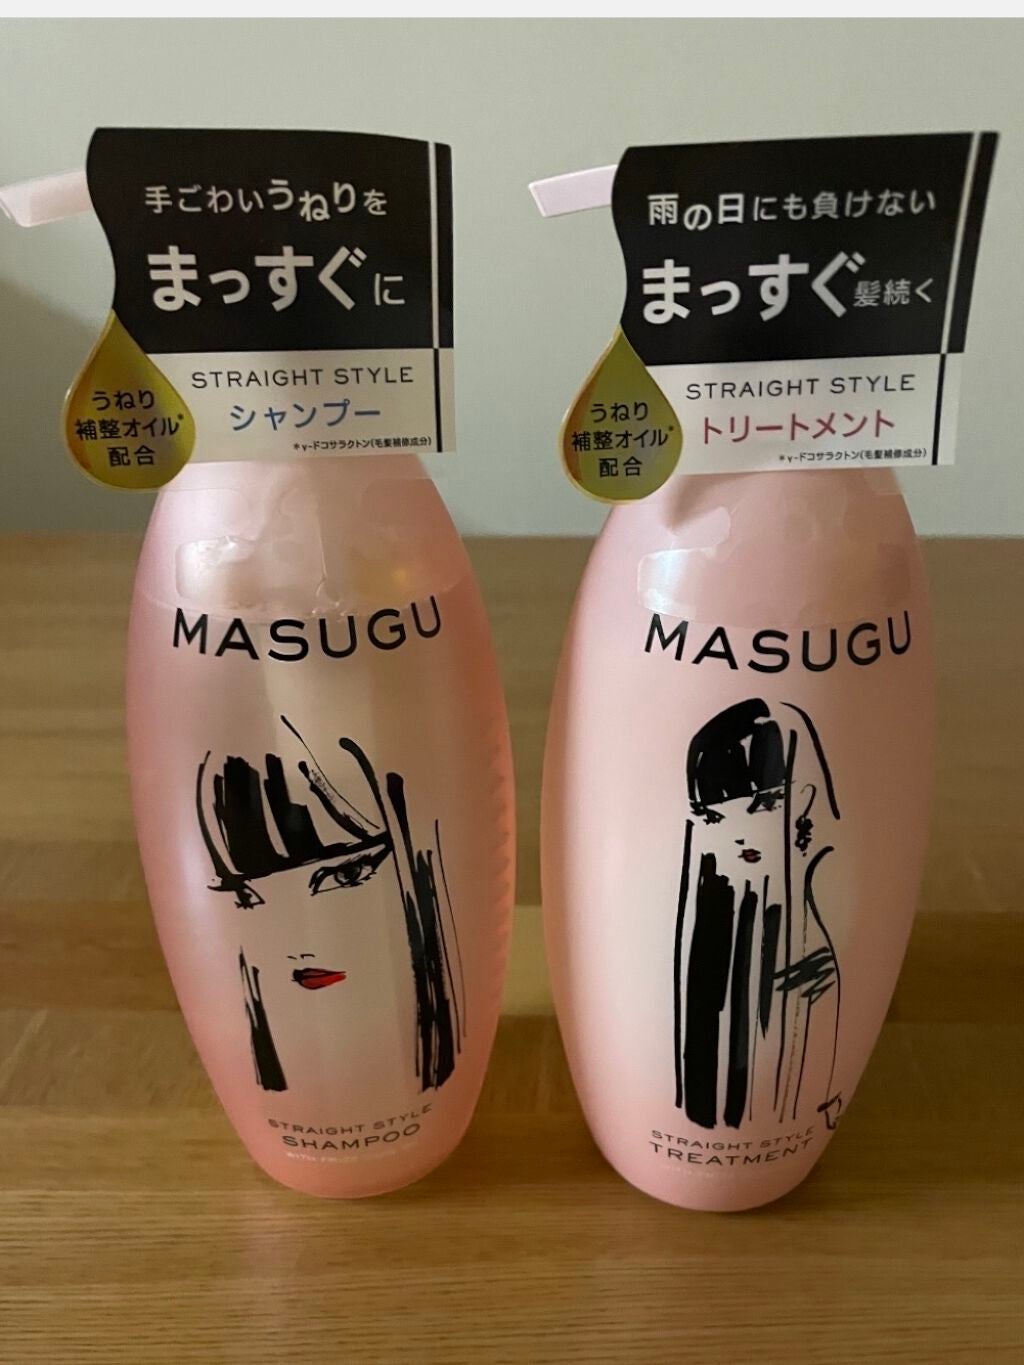 手ごわいうねりを
まっすぐに
STRAIGHT STYLE
シャンプー
*γ-ドコサラクトン(毛髪補修成分)
うねり
補整オイル*
配合
MASUGU
STRAIGHT STYLE
SHAMPOO
雨の日にも負けない
まっすぐ髪続く
STRAIGHT STYLE
トリートメント
*γ-ドコサラクトン(毛髪補修成分)
うねり
補整オイル*
配合
MASUGU
STRAIGHT STYLE
TREATMENT